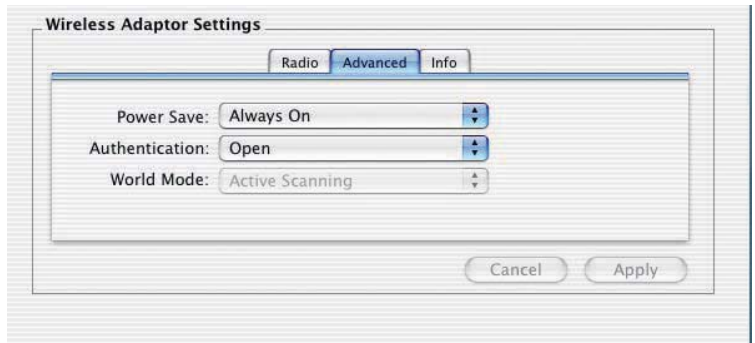 Wireless Adaptor Settings
Radio Advanced Info
Power Save: Always On
Authentication: Open
World Mode: Active Scanning
Cancel Apply